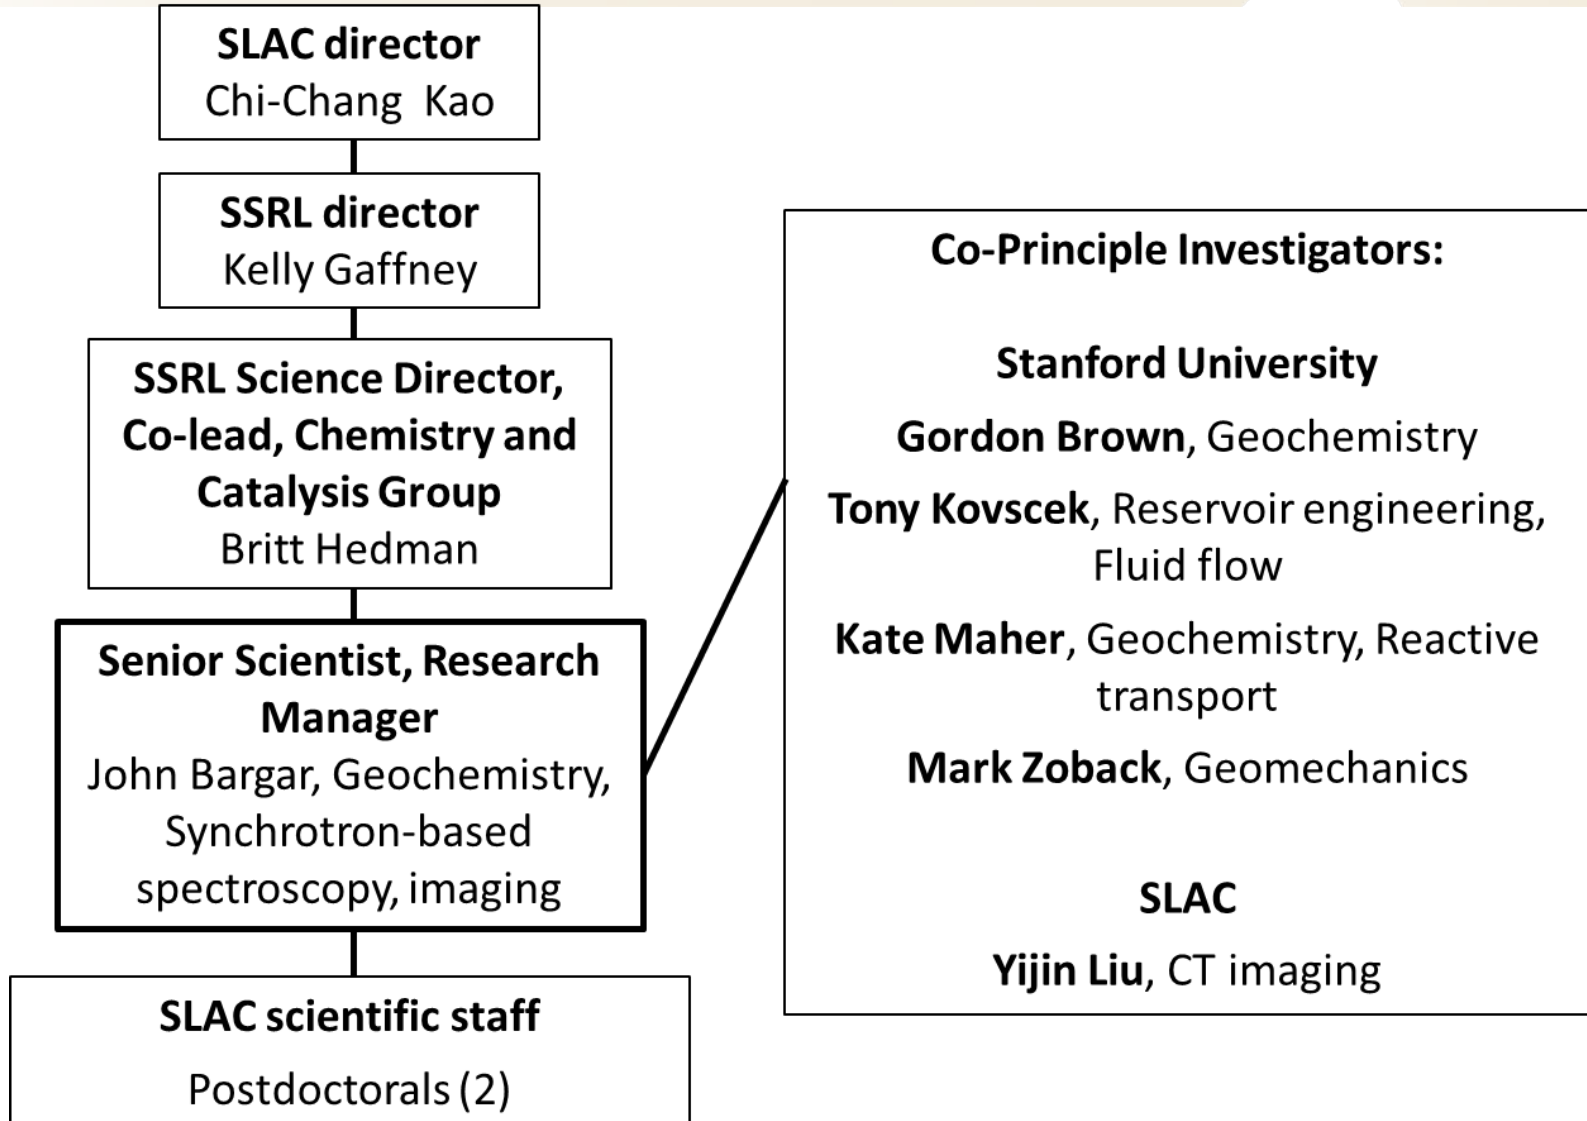 SLAC director
Chi-Chang Kao
SSRL director
Kelly Gaffney
SSRL Science Director,
Co-lead, Chemistry and
Catalysis Group
Britt Hedman
Senior Scientist, Research
Manager
John Bargar, Geochemistry,
Synchrotron-based
spectroscopy, imaging
SLAC scientific staff
Postdoctorals (2)
Co-Principle Investigators:
Stanford University
Gordon Brown, Geochemistry
Tony Kovscek, Reservoir engineering,
Fluid flow
Kate Maher, Geochemistry, Reactive
transport
Mark Zoback, Geomechanics
SLAC
Yijin Liu, CT imaging